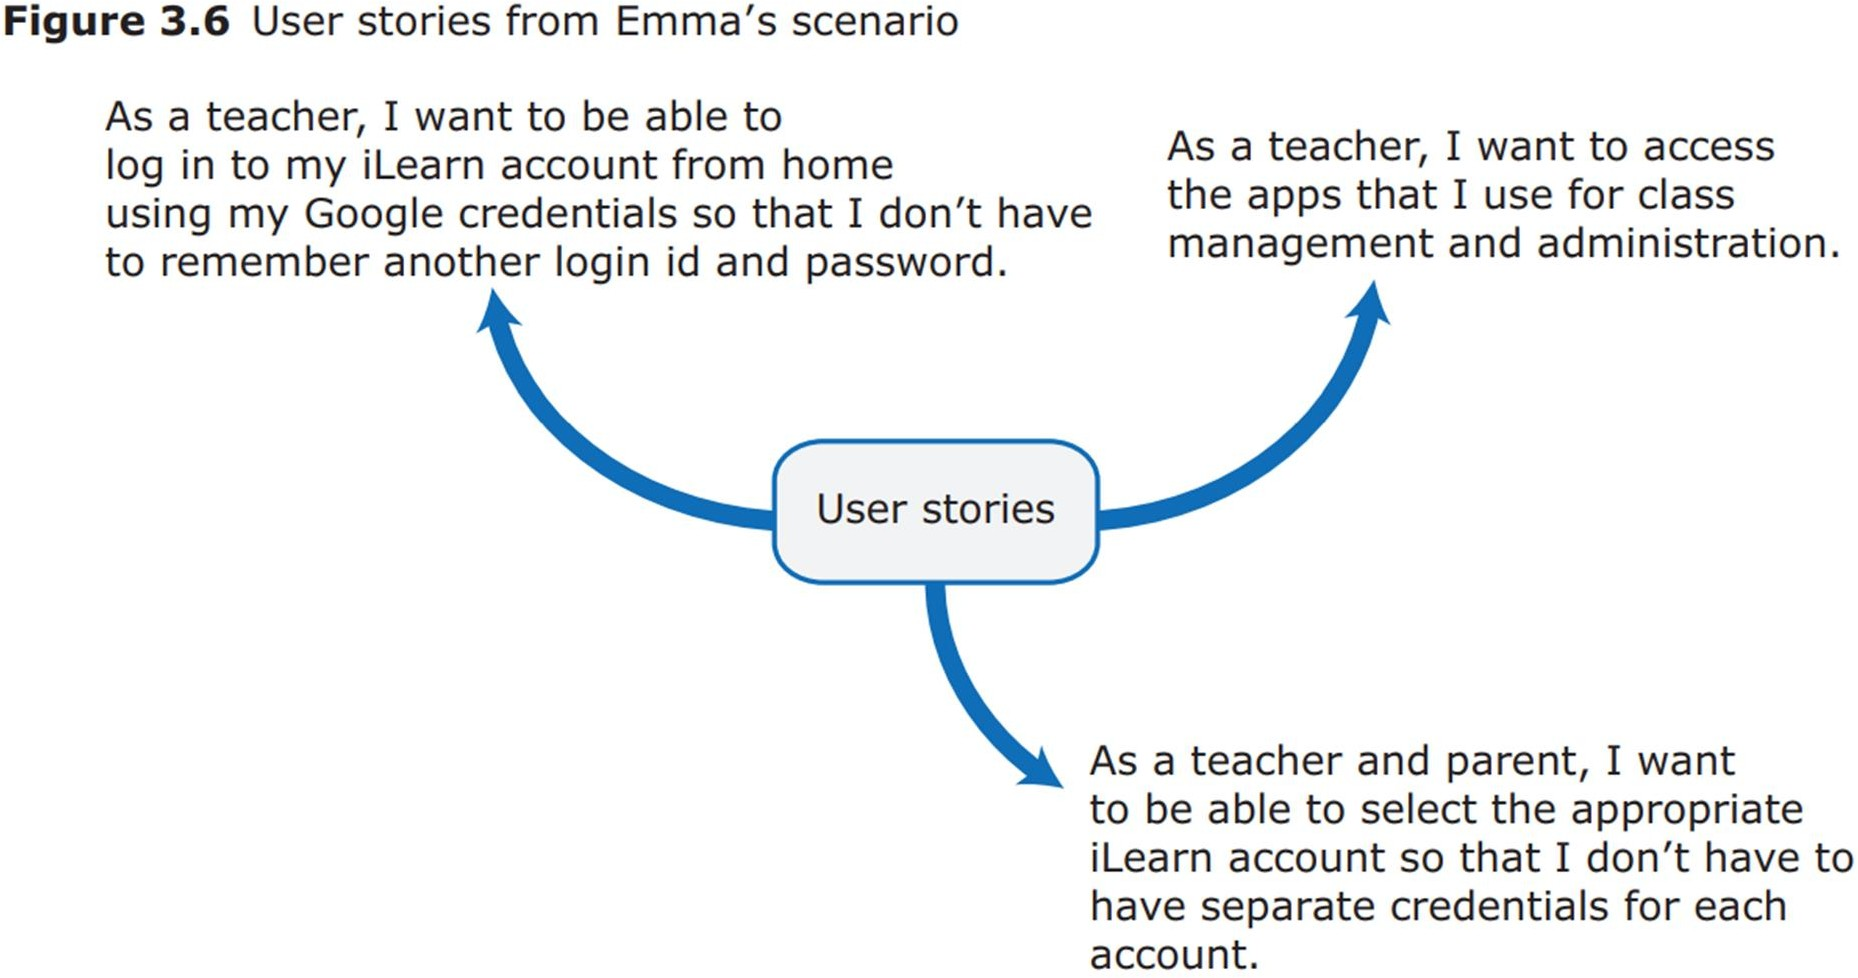 Figure 3.6 User stories from Emma’s scenario
As a teacher, I want to be able to
log in to my iLearn account from home
using my Google credentials so that I don’t have
to remember another login id and password.
As a teacher, I want to access
the apps that I use for class
management and administration.
User stories
As a teacher and parent, I want
to be able to select the appropriate
iLearn account so that I don’t have to
have separate credentials for each
account.